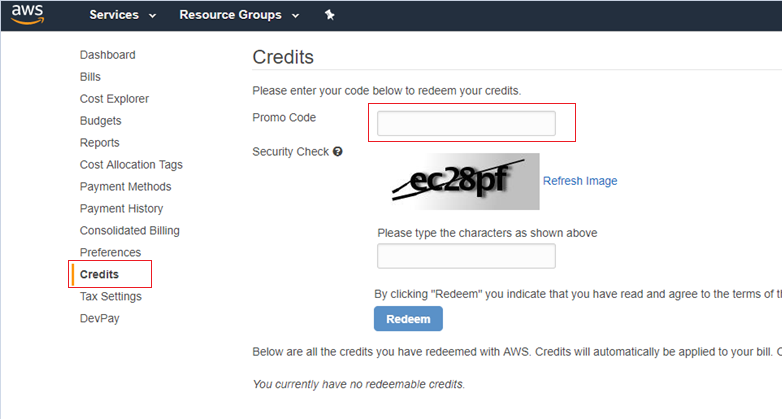 aws Services Resource Groups
Dashboard
Bills
Cost Explorer
Budgets
Reports
Cost Allocation Tags
Payment Methods
Payment History
Consolidated Billing
Preferences
Credits
Tax Settings
DevPay
Credits
Please enter your code below to redeem your credits.
Promo Code
Security Check ?
ec28pf Refresh Image
Please type the characters as shown above
By clicking "Redeem" you indicate that you have read and agree to the terms of
Redeem
Below are all the credits you have redeemed with AWS. Credits will automatically be applied to your bill.
You currently have no redeemable credits.